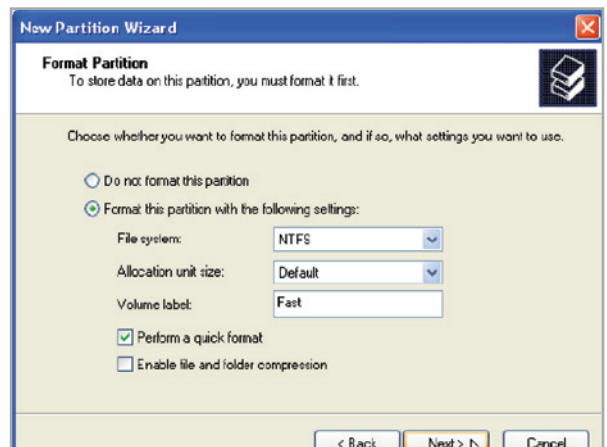 New Partition Wizard
Format Partition
To store data on this partition, you must format it first.
Choose whether you want to format this partition, and if so, what settings you want to use.
Do not format this partition
Format this partition with the following settings:
File system: NTFS
Allocation unit size: Default
Volume label: Fast
Perform a quick format
Enable file and folder compression
< Back Next > Cancel